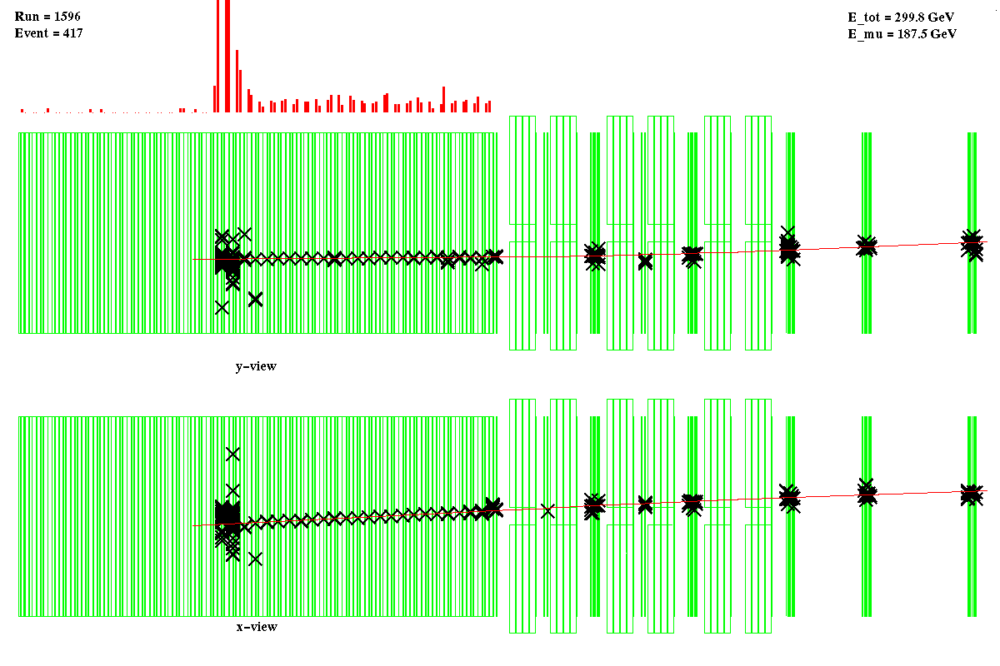 Run = 1596
Event = 417
E_tot = 299.8 GeV
E_mu = 187.5 GeV
y-view
x-view